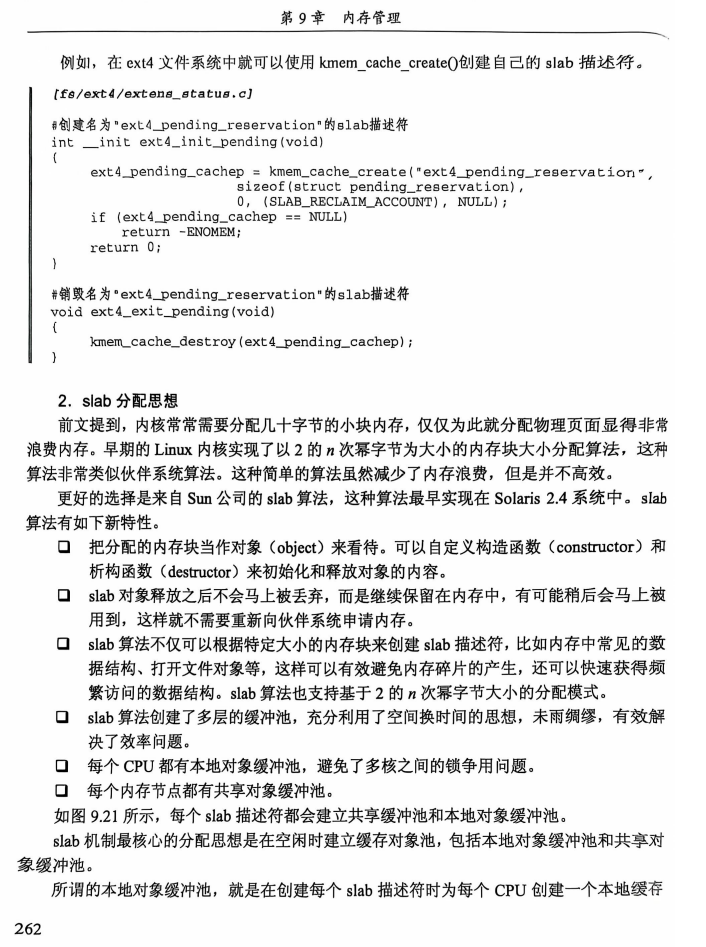 第 9 章 内存管理
例如，在 ext4 文件系统中就可以使用 kmem_cache_create()创建自己的 slab 描述符。
[fs/ext4/extens_status.c]
#创建名为"ext4_pending_reservation"的slab描述符
int __init ext4_init_pending(void)
{
ext4_pending_cachep = kmem_cache_create("ext4_pending_reservation",
sizeof(struct pending_reservation),
0, (SLAB_RECLAIM_ACCOUNT), NULL);
if (ext4_pending_cachep == NULL)
return -ENOMEM;
return 0;
}
#销毁名为"ext4_pending_reservation"的slab描述符
void ext4_exit_pending(void)
{
kmem_cache_destroy(ext4_pending_cachep);
}
2．slab 分配思想
前文提到，内核常常需要分配几十字节的小块内存，仅仅为此就分配物理页面显得非常
浪费内存。早期的 Linux 内核实现了以 2 的 n 次幂字节为大小的内存块大小分配算法，这种
算法非常类似伙伴系统算法。这种简单的算法虽然减少了内存浪费，但是并不高效。
更好的选择是来自 Sun 公司的 slab 算法，这种算法最早实现在 Solaris 2.4 系统中。slab
算法有如下新特性。
❑ 把分配的内存块当作对象（object）来看待。可以自定义构造函数（constructor）和
析构函数（destructor）来初始化和释放对象的内容。
❑ slab 对象释放之后不会马上被丢弃，而是继续保留在内存中，有可能稍后会马上被
用到，这样就不需要重新向伙伴系统申请内存。
❑ slab 算法不仅可以根据特定大小的内存块来创建 slab 描述符，比如内存中常见的数
据结构、打开文件对象等，这样可以有效避免内存碎片的产生，还可以快速获得频
繁访问的数据结构。slab 算法也支持基于 2 的 n 次幂字节大小的分配模式。
❑ slab 算法创建了多层的缓冲池，充分利用了空间换时间的思想，未雨绸缪，有效解
决了效率问题。
❑ 每个 CPU 都有本地对象缓冲池，避免了多核之间的锁争用问题。
❑ 每个内存节点都有共享对象缓冲池。
如图 9.21 所示，每个 slab 描述符都会建立共享缓冲池和本地对象缓冲池。
slab 机制最核心的分配思想是在空闲时建立缓存对象池，包括本地对象缓冲池和共享对
象缓冲池。
所谓的本地对象缓冲池，就是在创建每个 slab 描述符时为每个 CPU 创建一个本地缓存
262